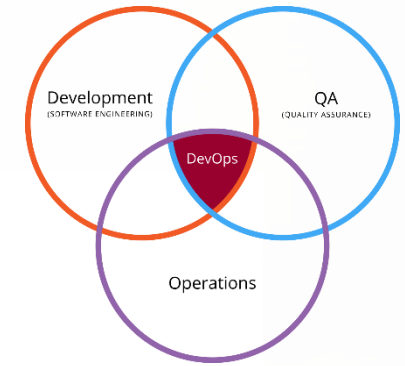 Development
(SOFTWARE ENGINEERING)
QA
(QUALITY ASSURANCE)
DevOps
Operations